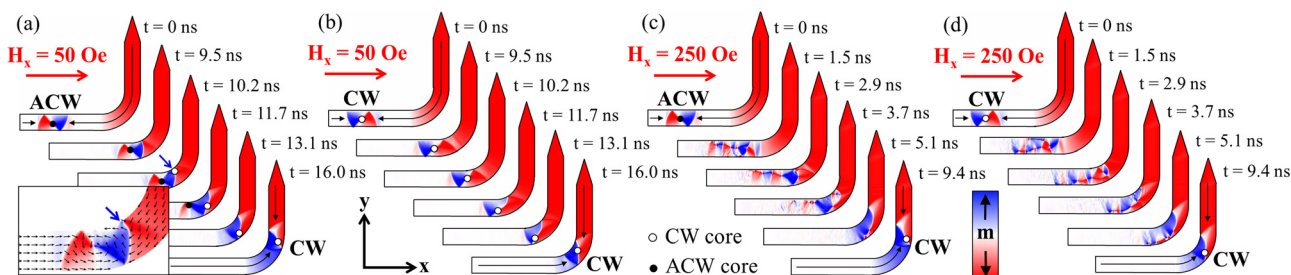 (a)
t = 0 ns
t = 9.5 ns
t = 10.2 ns
t = 11.7 ns
t = 13.1 ns
t = 16.0 ns
Hx = 50 Oe
ACW
CW
(b)
t = 0 ns
t = 9.5 ns
t = 10.2 ns
t = 11.7 ns
t = 13.1 ns
t = 16.0 ns
Hx = 50 Oe
CW
y
x
CW
(c)
t = 0 ns
t = 1.5 ns
t = 2.9 ns
t = 3.7 ns
t = 5.1 ns
t = 9.4 ns
Hx = 250 Oe
ACW
CW core
ACW core
CW
(d)
t = 0 ns
t = 1.5 ns
t = 2.9 ns
t = 3.7 ns
t = 5.1 ns
t = 9.4 ns
Hx = 250 Oe
CW
m
CW